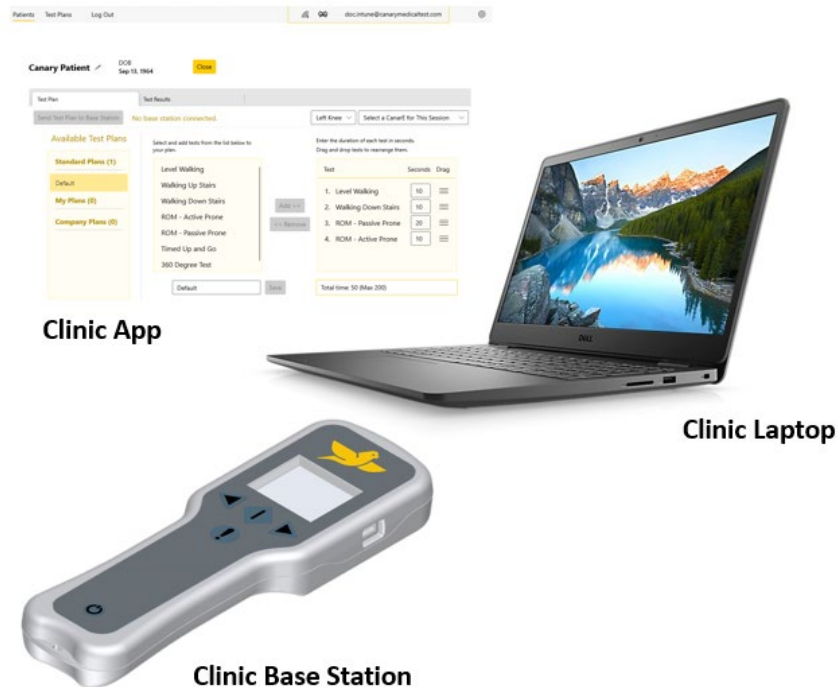 Patients Test Plans Log Out doc.intune@canarymedicaltest.com
Canary Patient DOB Close
Sep 13, 1964
Test Plan Test Results
Send Test Plan to Base Station No base station connected. Left Knee Select a CanarE for This Session
Available Test Plans
Standard Plans (1)
Default
My Plans (0)
Company Plans (0)
Select and add tests from the list below to
your plan.
Level Walking
Walking Up Stairs
Walking Down Stairs
ROM - Active Prone
ROM - Passive Prone
Timed Up and Go
360 Degree Test
Default Save
Add >>
<< Remove
Enter the duration of each test in seconds.
Drag and drop tests to rearrange them.
Test Seconds Drag
1. Level Walking 10
2. Walking Down Stairs 10
3. ROM - Passive Prone 20
4. ROM - Active Prone 10
Total time: 50 (Max 200)
Clinic App
DELL
Clinic Laptop
Clinic Base Station